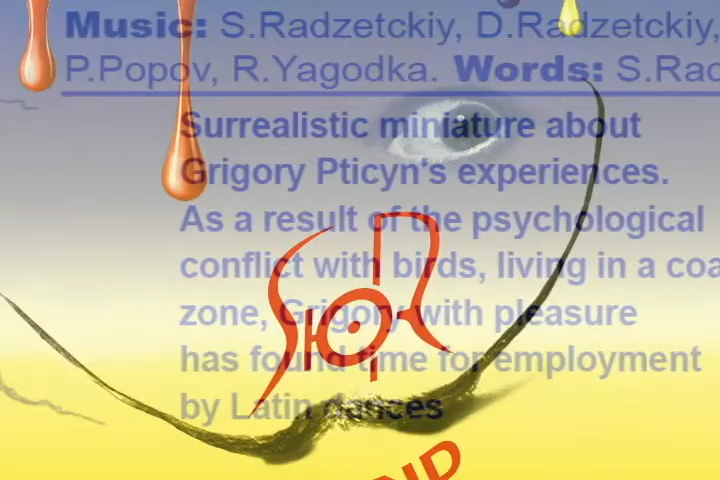 Music: S.Radzetckiy, D.Radzetckiy,
P.Popov, R.Yagodka. Words: S.Rad
Surrealistic miniature about
Grigory Pticyn's experiences.
As a result of the psychological
conflict with birds, living in a coa
zone, Grigory with pleasure
has found time for employment
by Latin dances